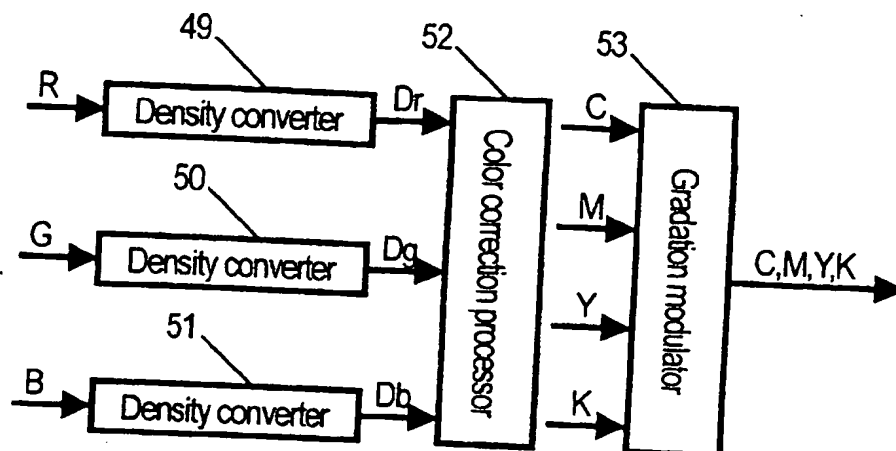 49
52
53
R
Density converter
Dr
C
50
M
G
Density converter
Dg
Color correction processor
Gradation modulator
C,M,Y,K
51
Y
B
Density converter
Db
K